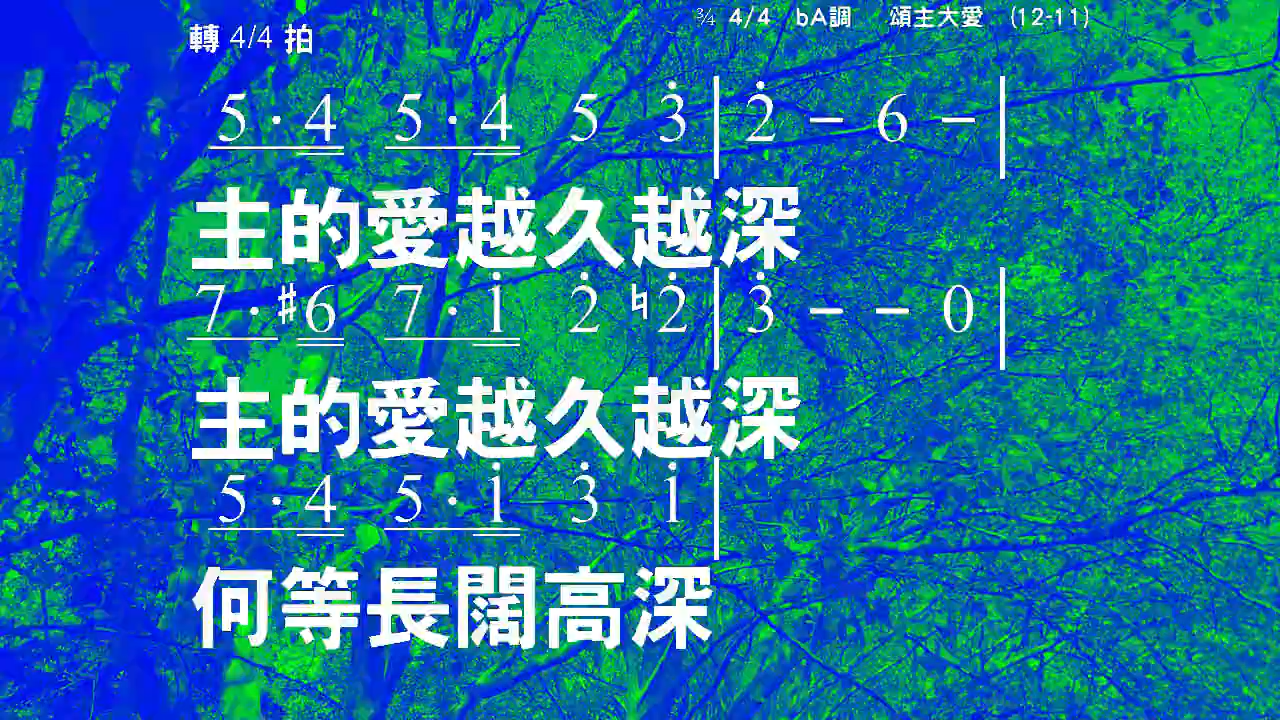 ¾ 4/4 bA調 頌主大愛 (12-11)
轉 4/4 拍
5·4 5·4 5 3̇ | 2̇ – 6 – |
主的愛越久越深
7·♯6 7·1̇ 2̇ ♮2̇ | 3̇ – – 0 |
主的愛越久越深
5·4 5·1̇ 3̇ 1̇ |
何等長闊高深